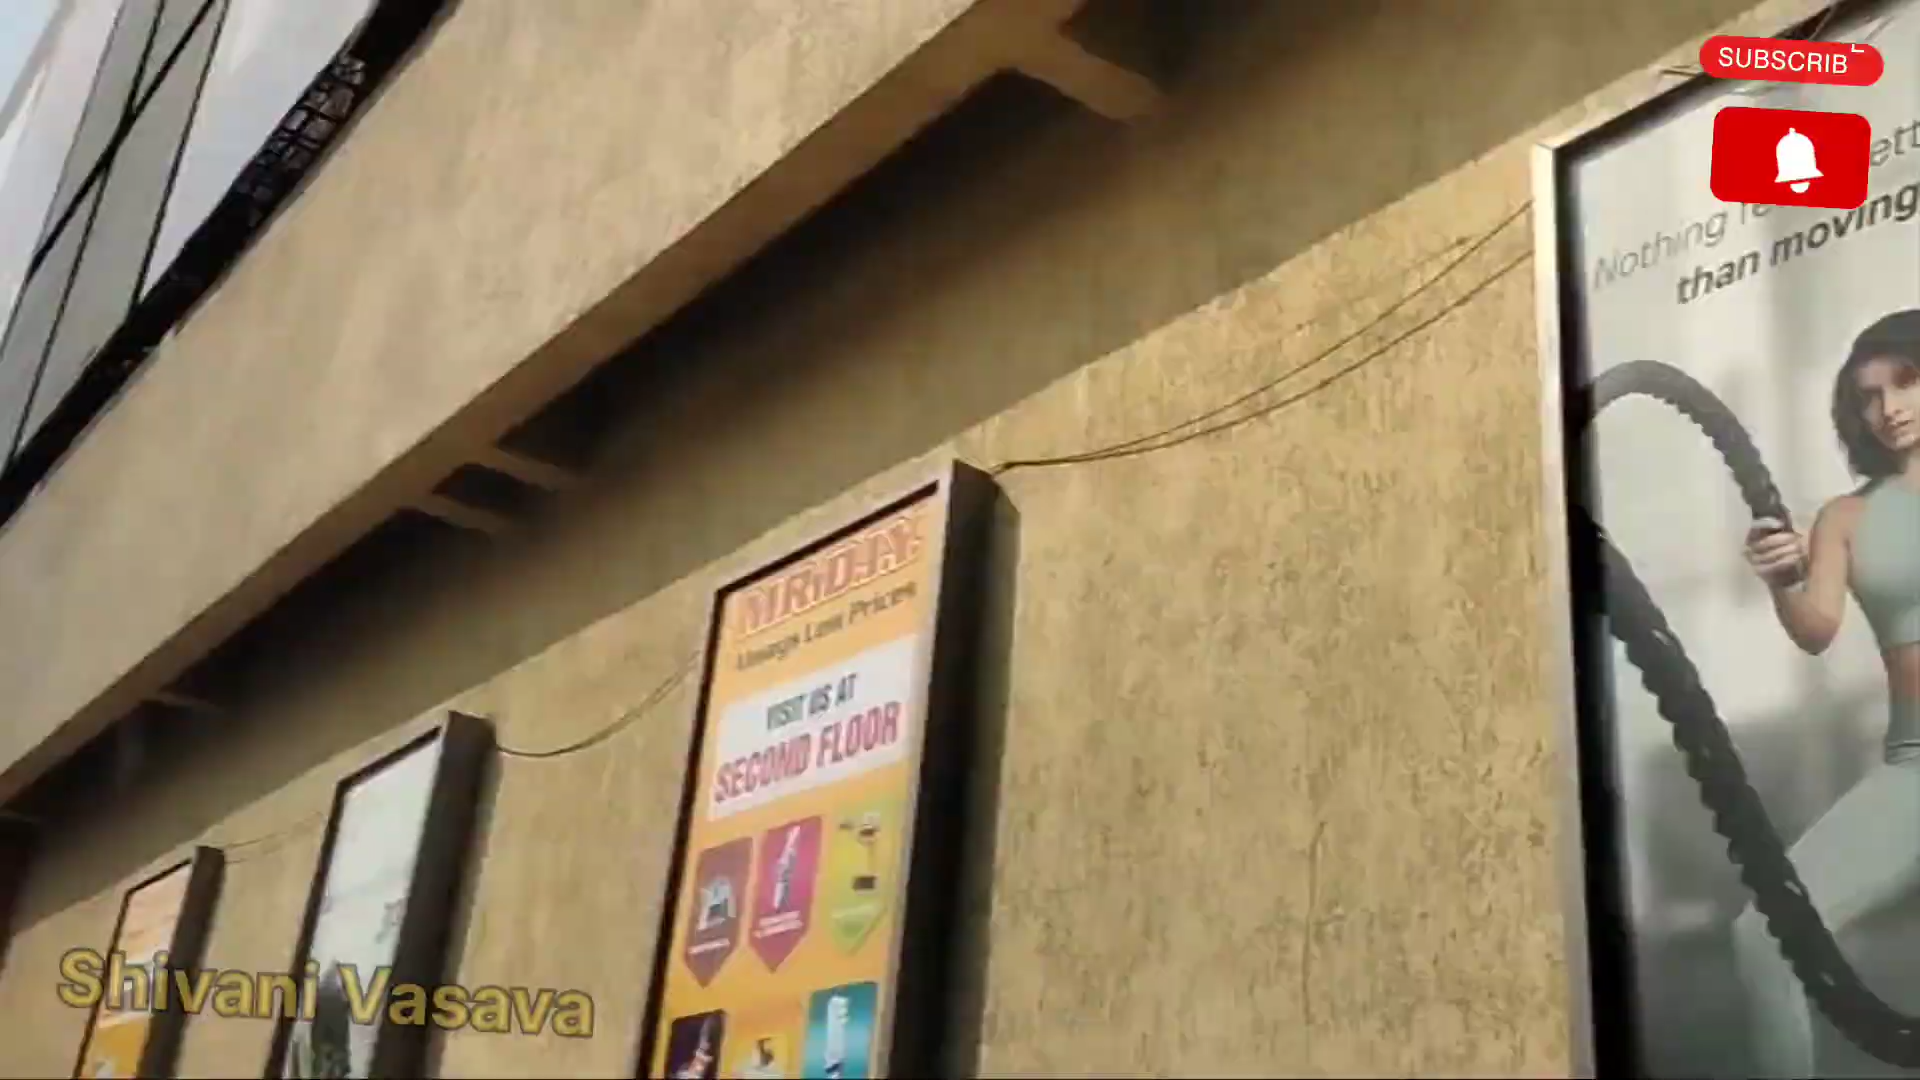 SUBSCRIB
Nothing
than moving
MR.D.I.Y.
Always Low Prices
VISIT US AT
SECOND FLOOR
Shivani Vasava